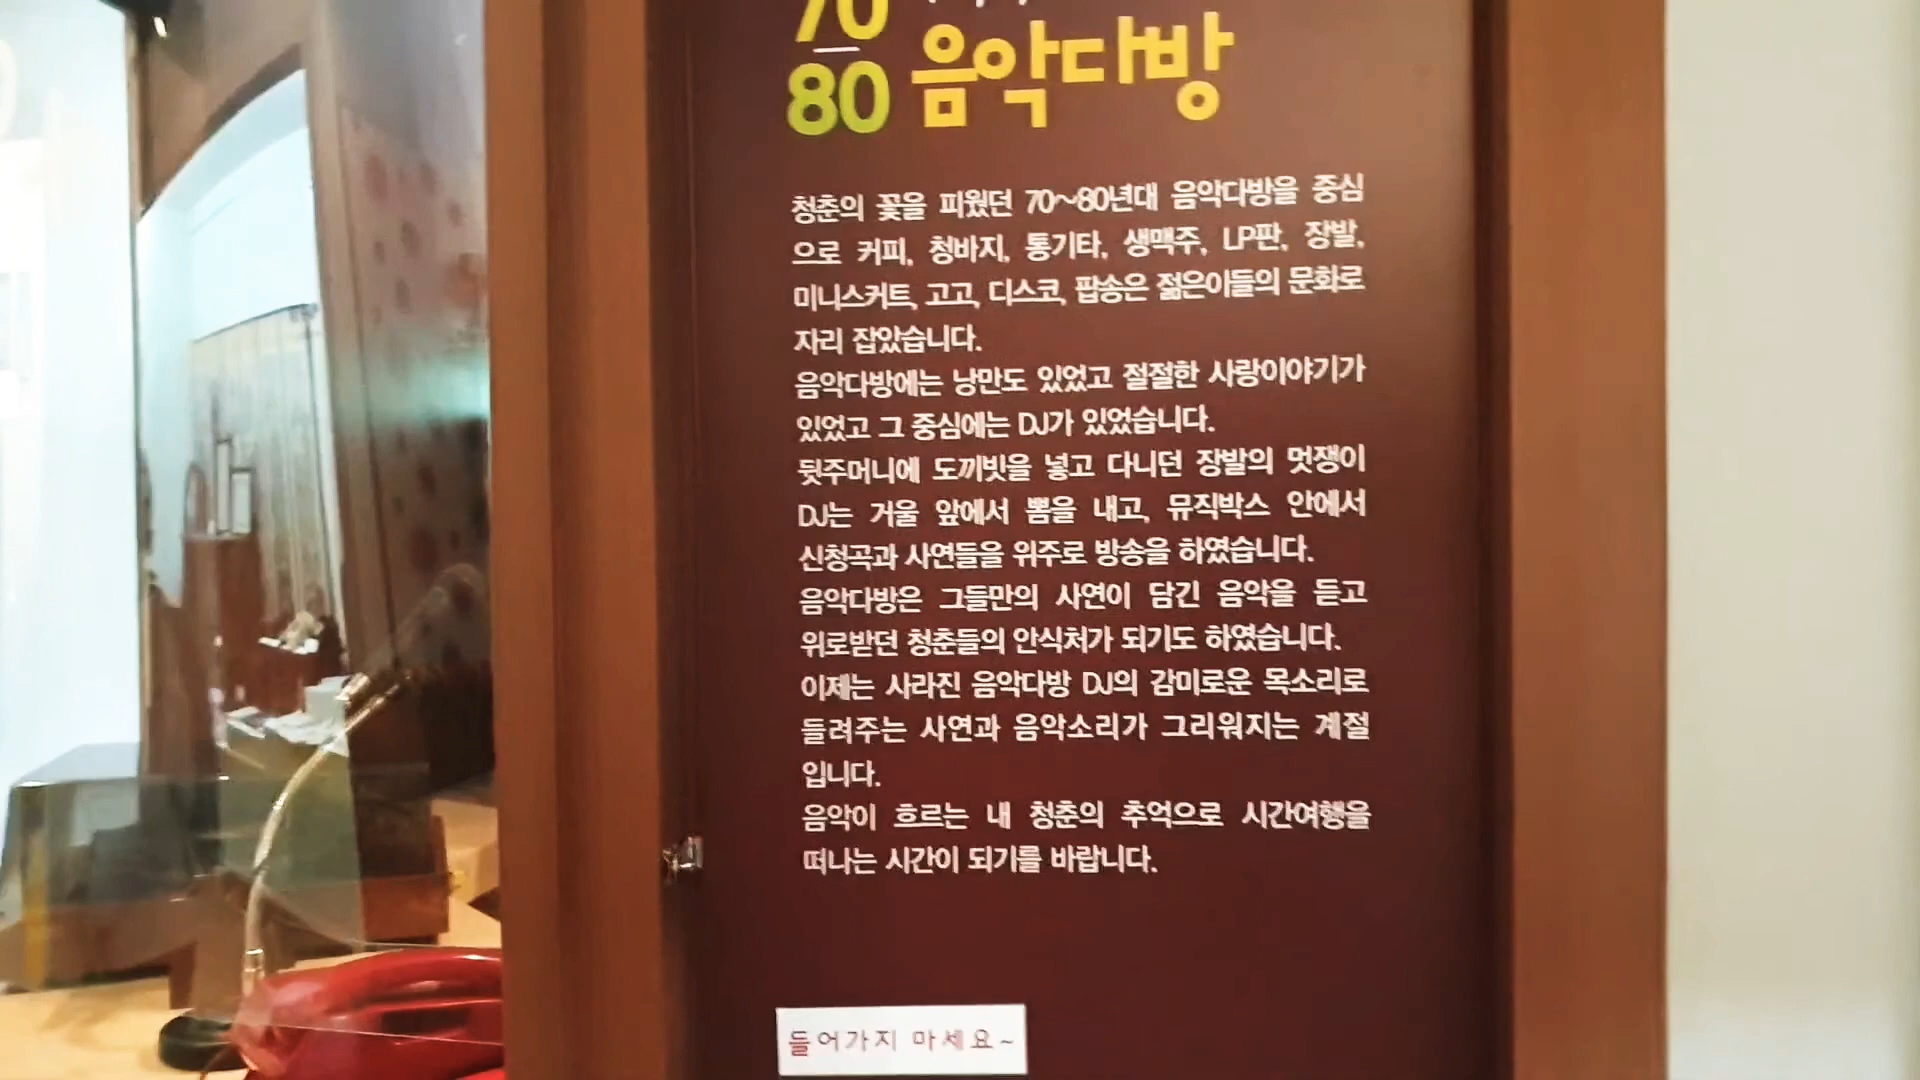 70
80 음악다방
청춘의 꽃을 피웠던 70~80년대 음악다방을 중심
으로 커피, 청바지, 통기타, 생맥주, LP판, 장발,
미니스커트, 고고, 디스코, 팝송은 젊은이들의 문화로
자리 잡았습니다.
음악다방에는 낭만도 있었고 절절한 사랑이야기가
있었고 그 중심에는 DJ가 있었습니다.
뒷주머니에 도끼빗을 넣고 다니던 장발의 멋쟁이
DJ는 거울 앞에서 뽐을 내고, 뮤직박스 안에서
신청곡과 사연들을 위주로 방송을 하였습니다.
음악다방은 그들만의 사연이 담긴 음악을 듣고
위로받던 청춘들의 안식처가 되기도 하였습니다.
이제는 사라진 음악다방 DJ의 감미로운 목소리로
들려주는 사연과 음악소리가 그리워지는 계절
입니다.
음악이 흐르는 내 청춘의 추억으로 시간여행을
떠나는 시간이 되기를 바랍니다.
들어가지 마세요~